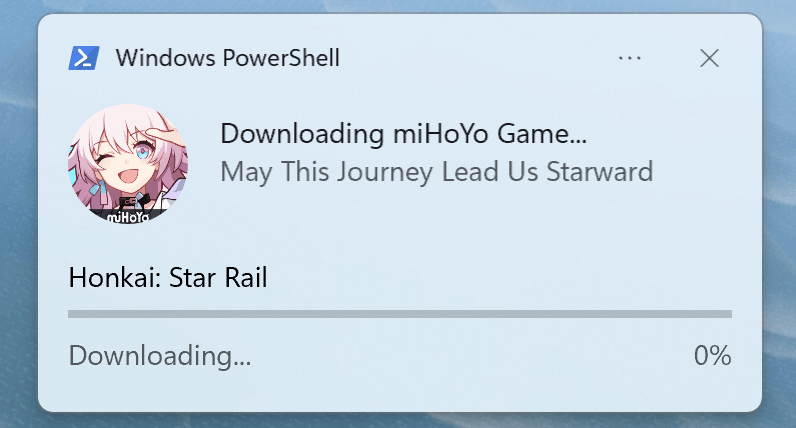 Windows PowerShell
Downloading miHoYo Game...
May This Journey Lead Us Starward
miHoYo
Honkai: Star Rail
Downloading...
0%